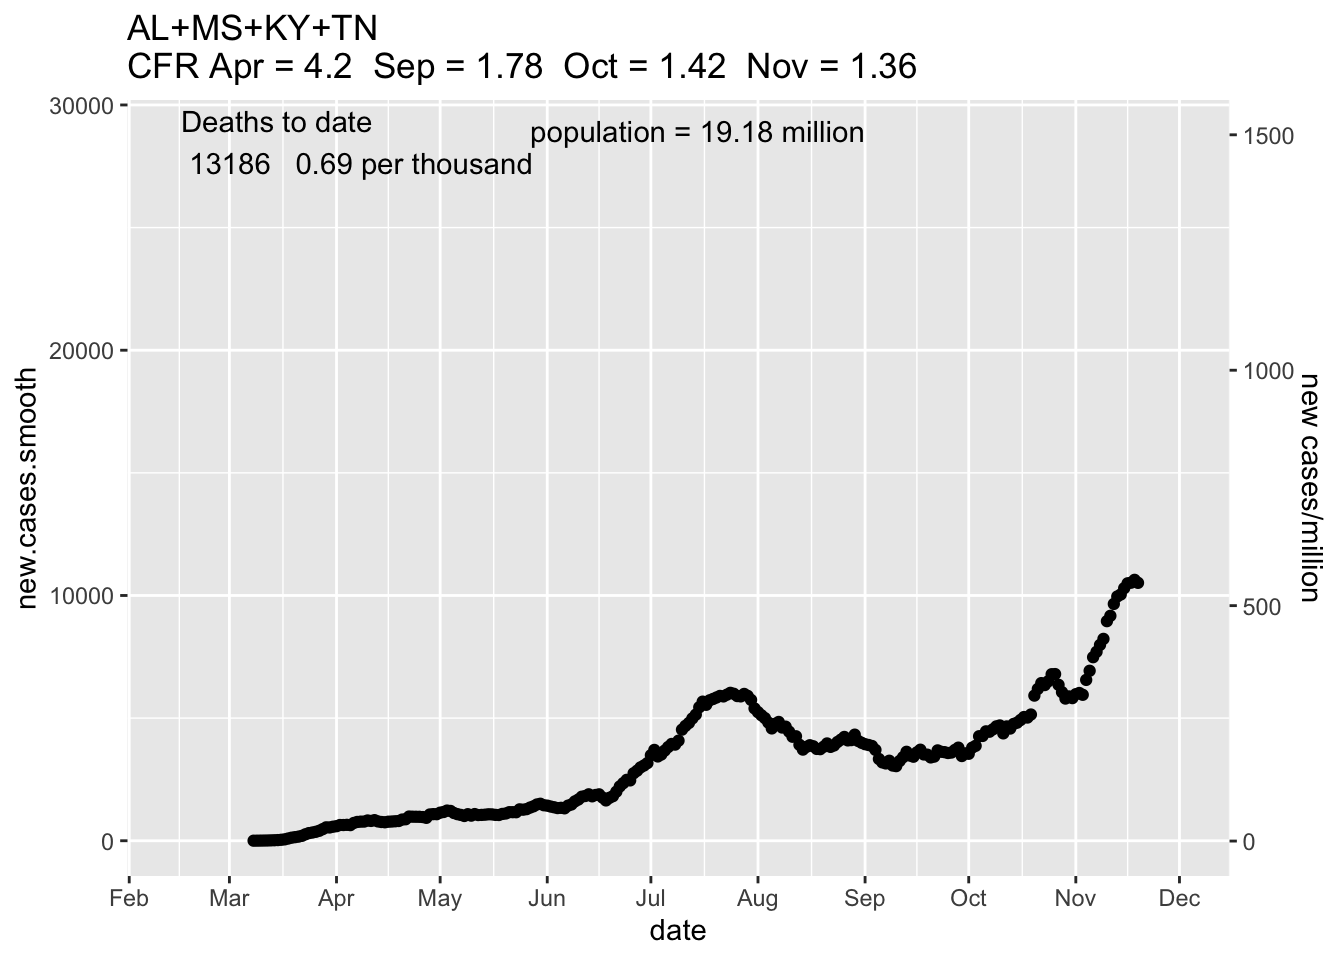 AL+MS+KY+TN
CFR Apr = 4.2  Sep = 1.78  Oct = 1.42  Nov = 1.36
Deaths to date
13186   0.69 per thousand
population = 19.18 million
30000
20000
10000
0
new.cases.smooth
1500
1000
500
0
new cases/million
Feb Mar Apr May Jun Jul Aug Sep Oct Nov Dec
date